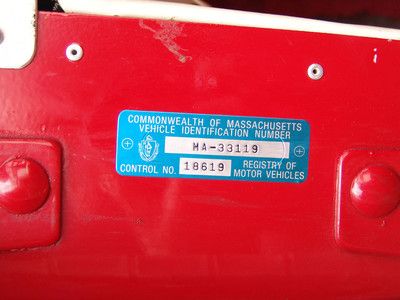 COMMONWEALTH OF MASSACHUSETTS
VEHICLE IDENTIFICATION NUMBER
MA-33119
CONTROL NO. 18619 REGISTRY OF
MOTOR VEHICLES